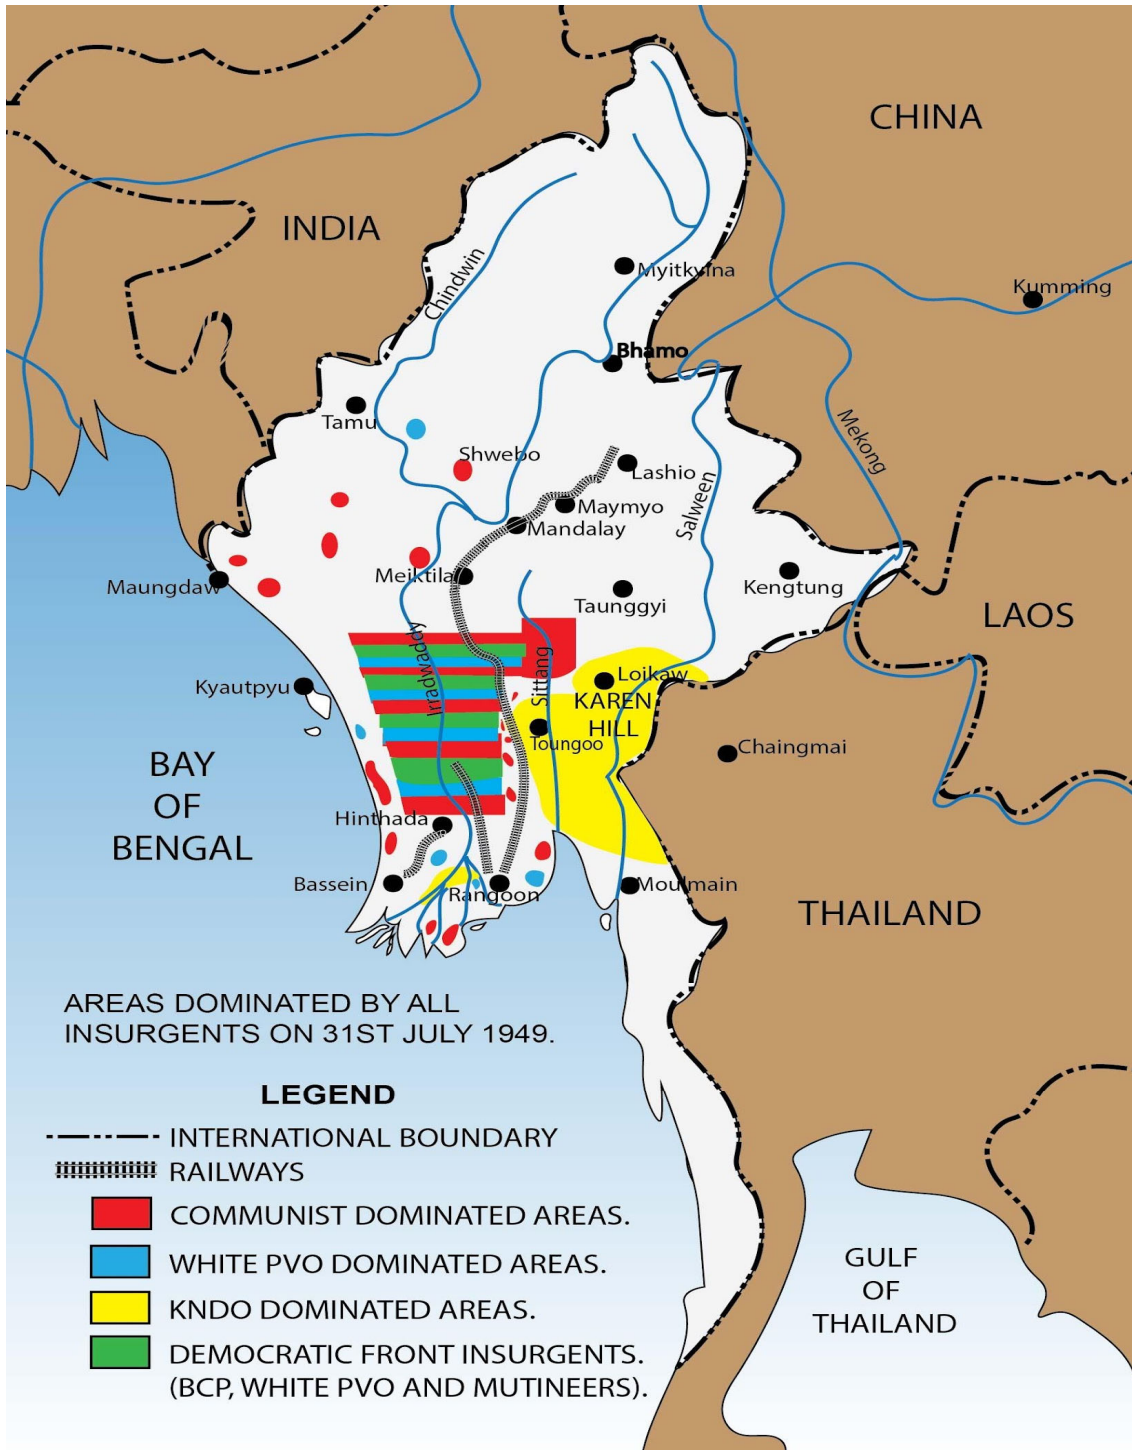 CHINA
INDIA
Chindwin
Myitkyina
Kumming
Bhamo
Tamu
Mekong
Shwebo
Lashio
Salween
Maymyo
Mandalay
Maungdaw
Meiktila
Taunggyi
Kengtung
LAOS
Irradwaddy
Sittang
Loikaw
Kyautpyu
KAREN
HILL
Toungoo
Chaingmai
BAY
OF
BENGAL
Hinthada
Bassein
Rangoon
Moulmain
THAILAND
AREAS DOMINATED BY ALL
INSURGENTS ON 31ST JULY 1949.
LEGEND
INTERNATIONAL BOUNDARY
RAILWAYS
COMMUNIST DOMINATED AREAS.
WHITE PVO DOMINATED AREAS.
KNDO DOMINATED AREAS.
DEMOCRATIC FRONT INSURGENTS.
(BCP, WHITE PVO AND MUTINEERS).
GULF
OF
THAILAND